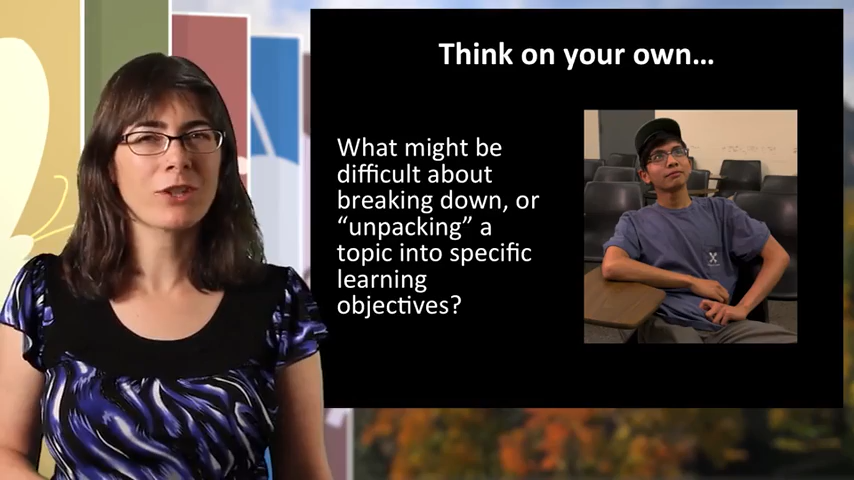 Think on your own…
What might be
difficult about
breaking down, or
“unpacking” a
topic into specific
learning
objectives?